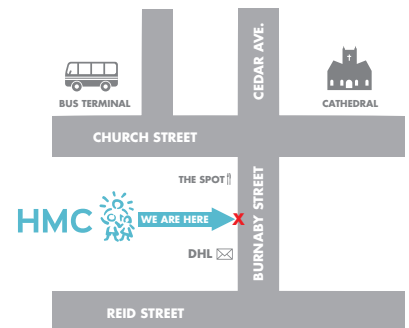 CEDAR AVE.
BUS TERMINAL
CATHEDRAL
CHURCH STREET
THE SPOT
BURNABY STREET
HMC
WE ARE HERE
X
DHL
REID STREET